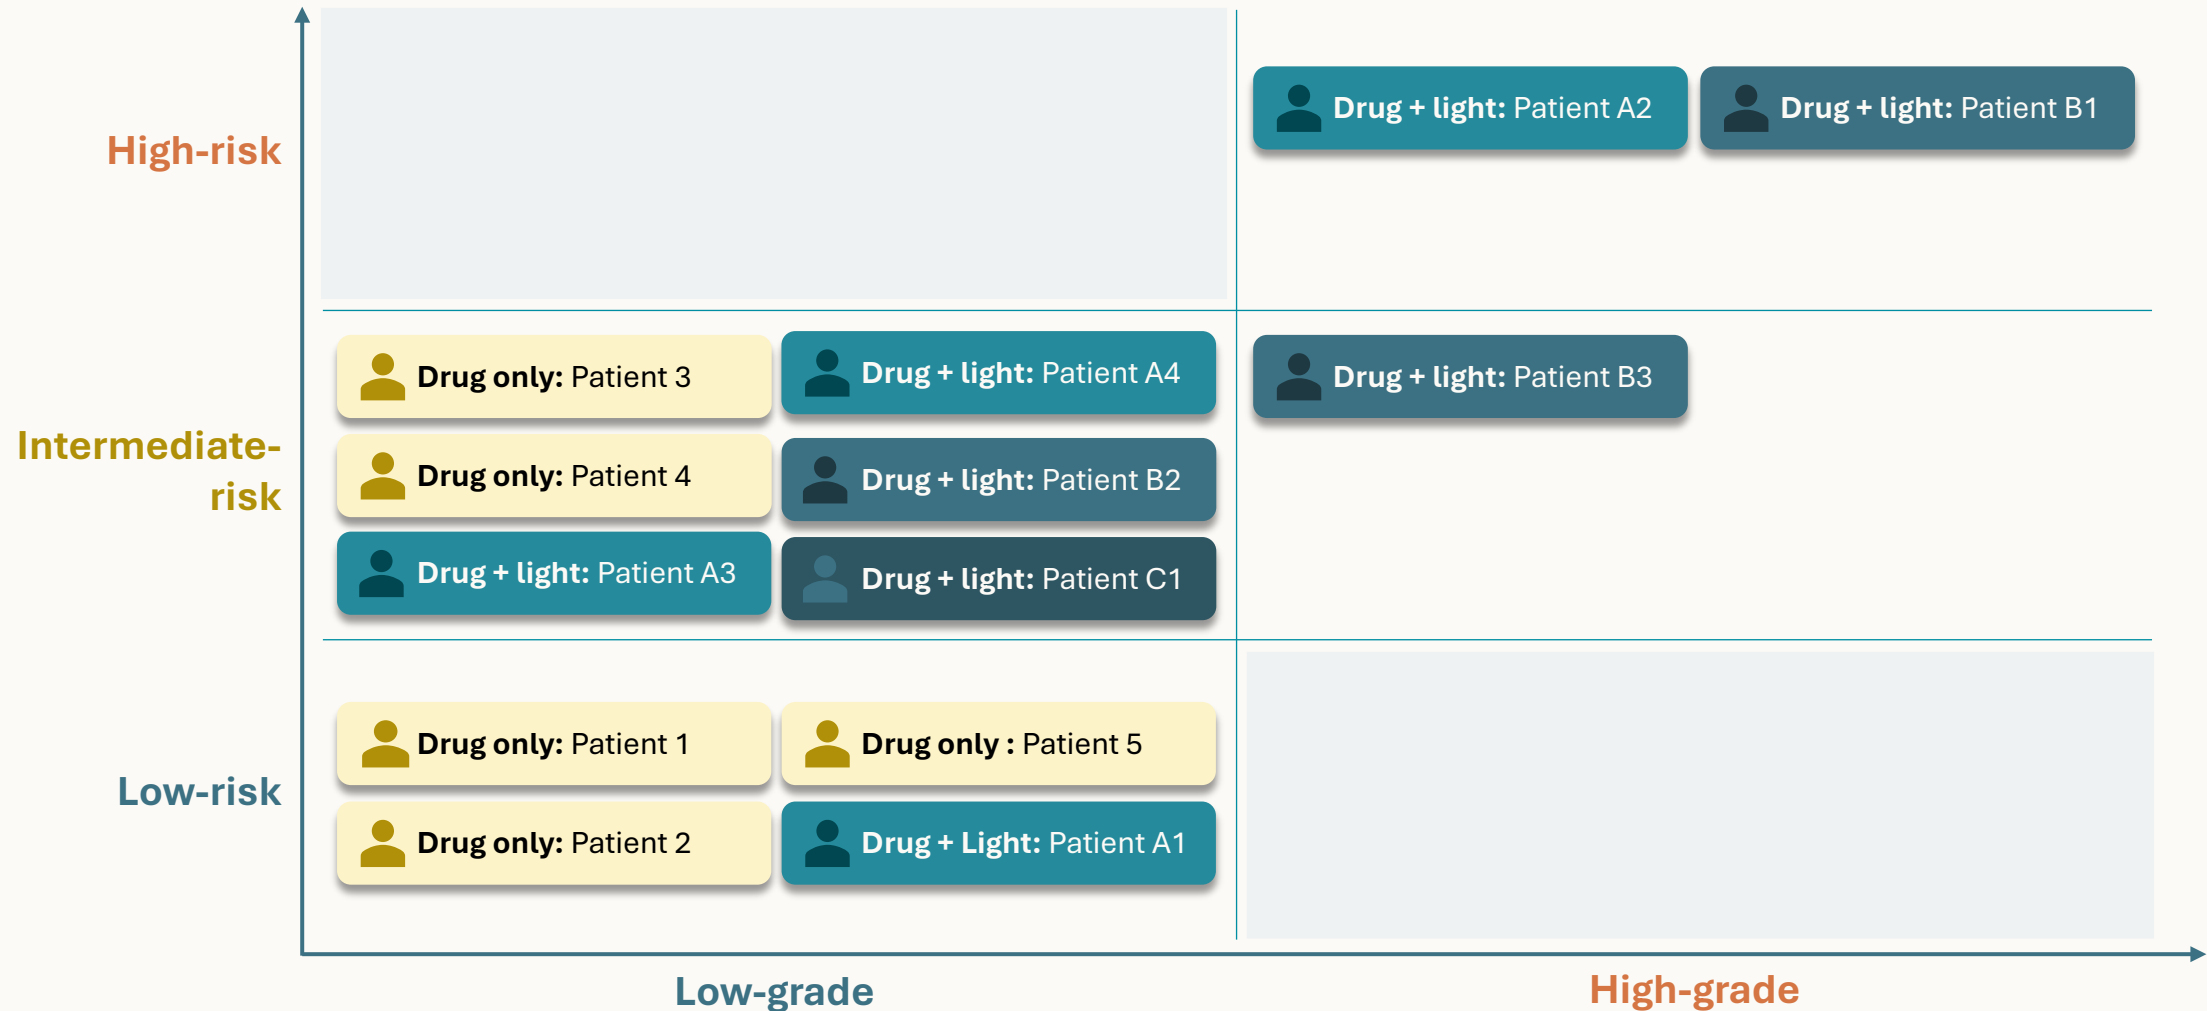 High-risk
Drug + light: Patient A2
Drug + light: Patient B1
Intermediate-
risk
Drug only: Patient 3
Drug + light: Patient A4
Drug + light: Patient B3
Drug only: Patient 4
Drug + light: Patient B2
Drug + light: Patient A3
Drug + light: Patient C1
Low-risk
Drug only: Patient 1
Drug only : Patient 5
Drug only: Patient 2
Drug + Light: Patient A1
Low-grade
High-grade